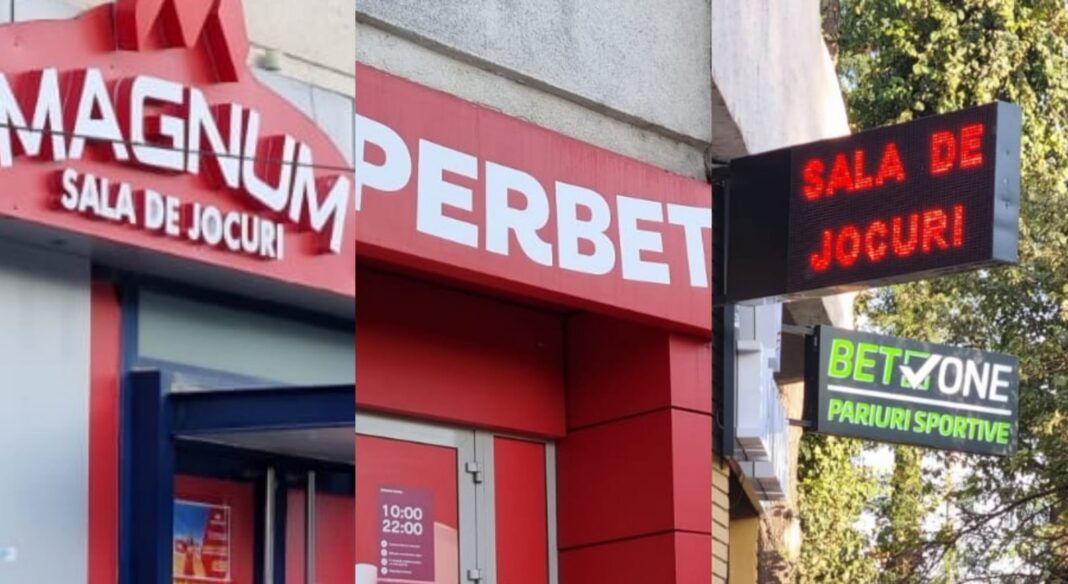 MAGNUM
SALA DE JOCURI
PERBET
10:00
22:00
SALA DE
JOCURI
BET ONE
PARIURI SPORTIVE